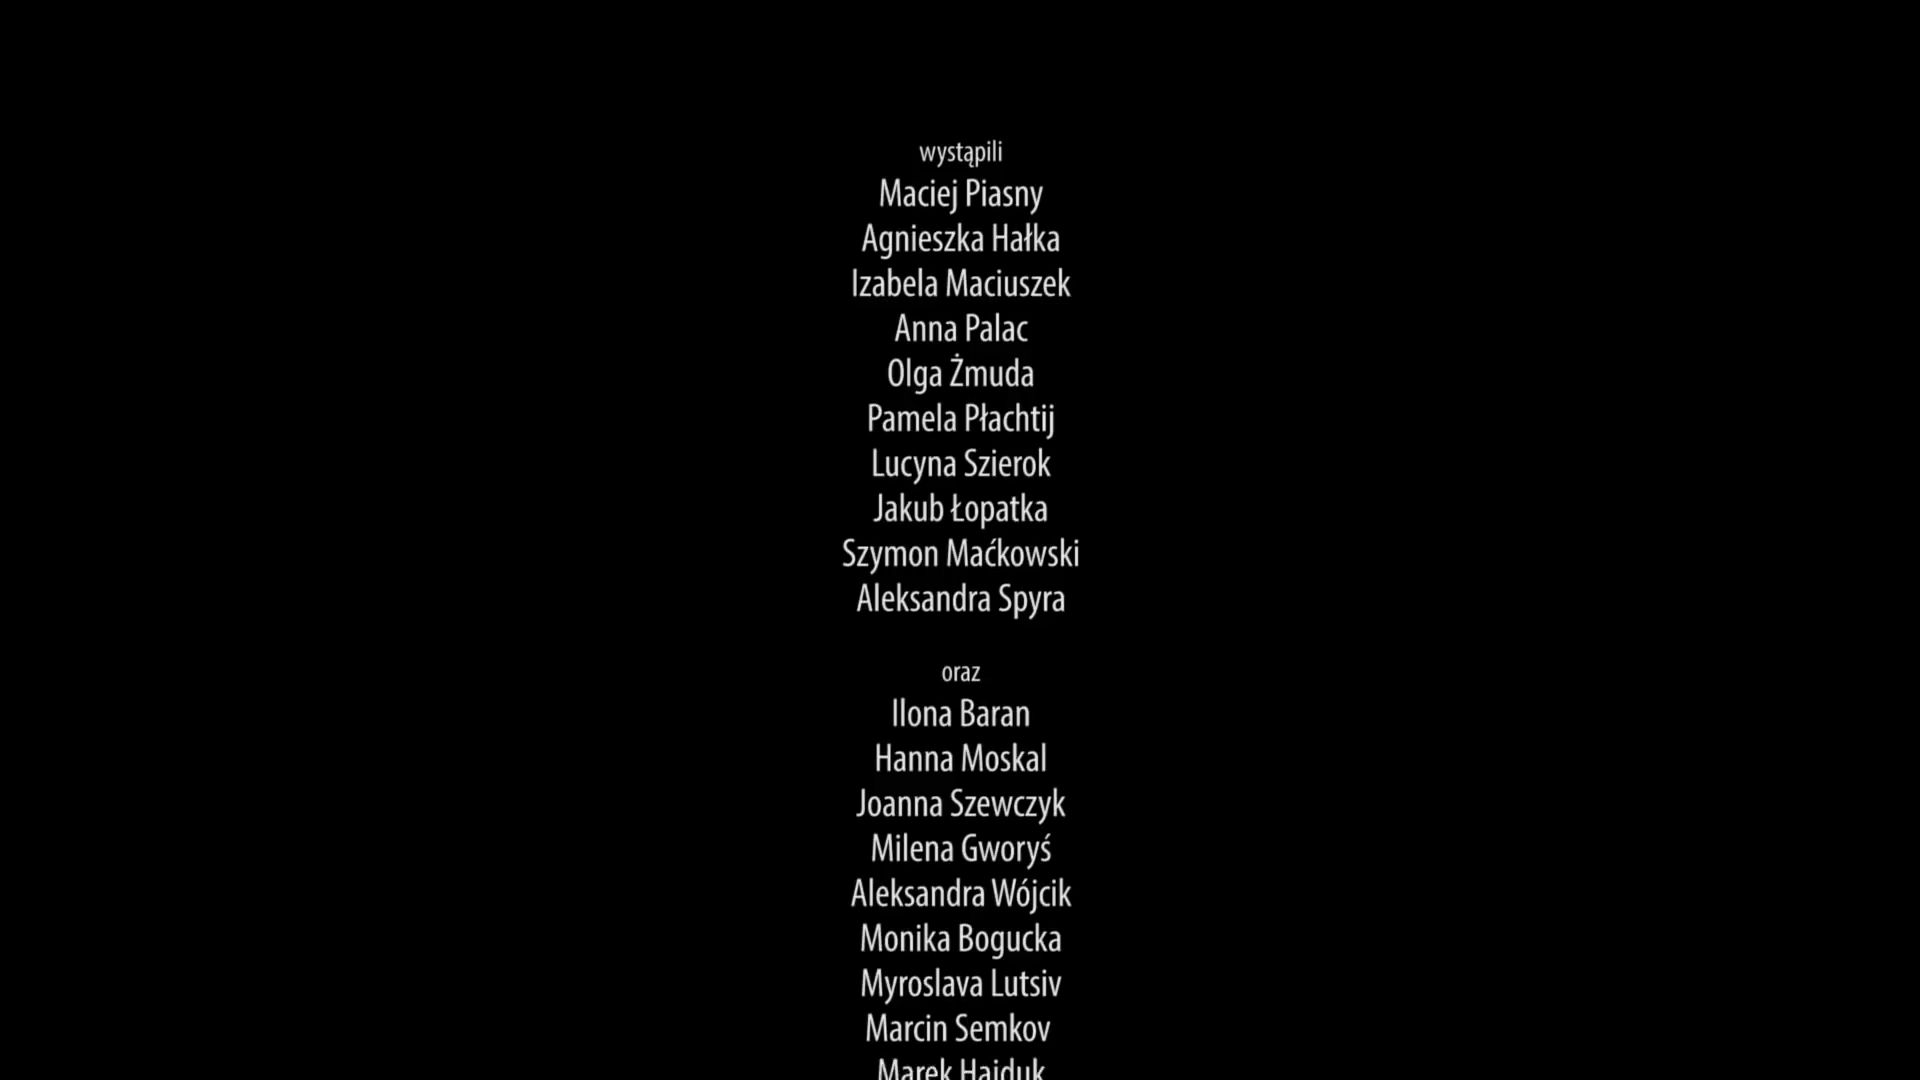 wystąpili
Maciej Piasny
Agnieszka Hałka
Izabela Maciuszek
Anna Palac
Olga Żmuda
Pamela Płachtij
Lucyna Szierok
Jakub Łopatka
Szymon Maćkowski
Aleksandra Spyra
oraz
Ilona Baran
Hanna Moskal
Joanna Szewczyk
Milena Gworyś
Aleksandra Wójcik
Monika Bogucka
Myroslava Lutsiv
Marcin Semkov
Marek Hajduk